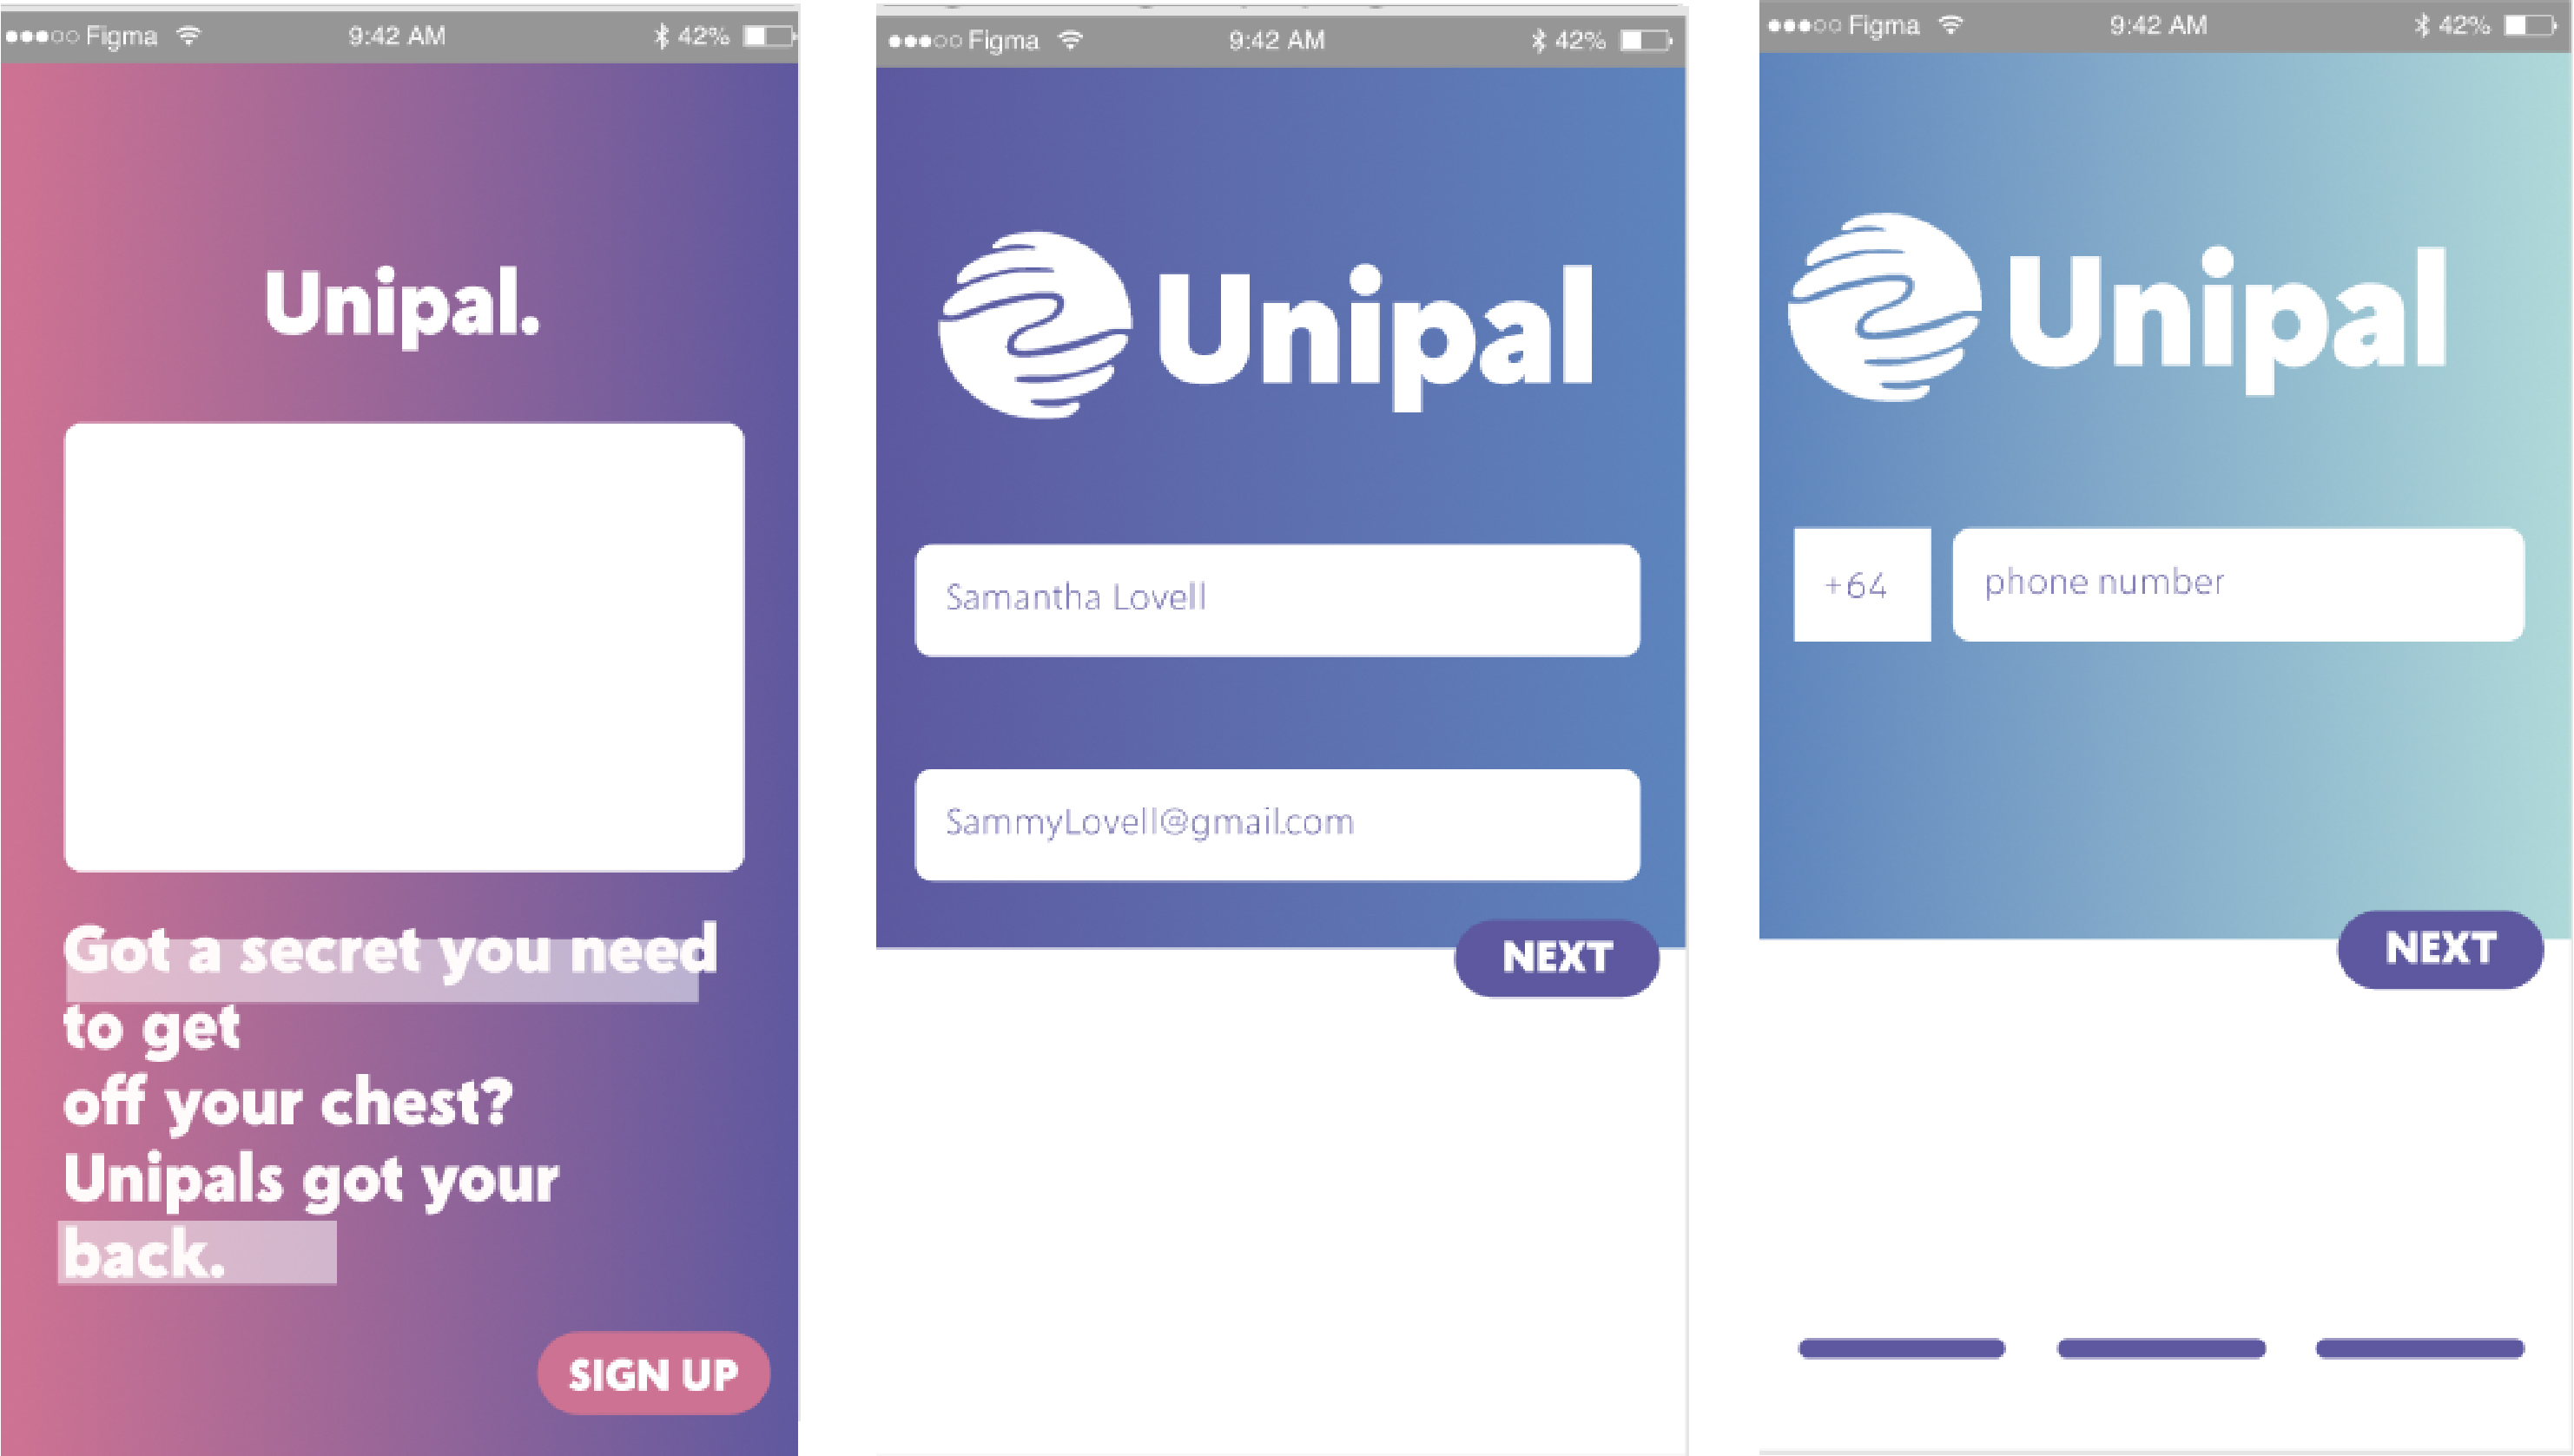 Figma 9:42 AM 42%
Unipal.
Got a secret you need
to get
off your chest?
Unipals got your
back.
SIGN UP
Figma 9:42 AM 42%
Unipal
Samantha Lovell
SammyLovell@gmail.com
NEXT
Figma 9:42 AM 42%
Unipal
+64 phone number
NEXT